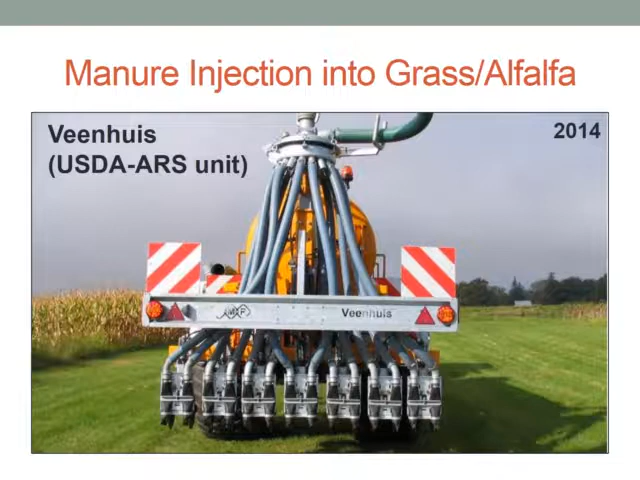 Manure Injection into Grass/Alfalfa
Veenhuis
(USDA-ARS unit)
2014
Veenhuis